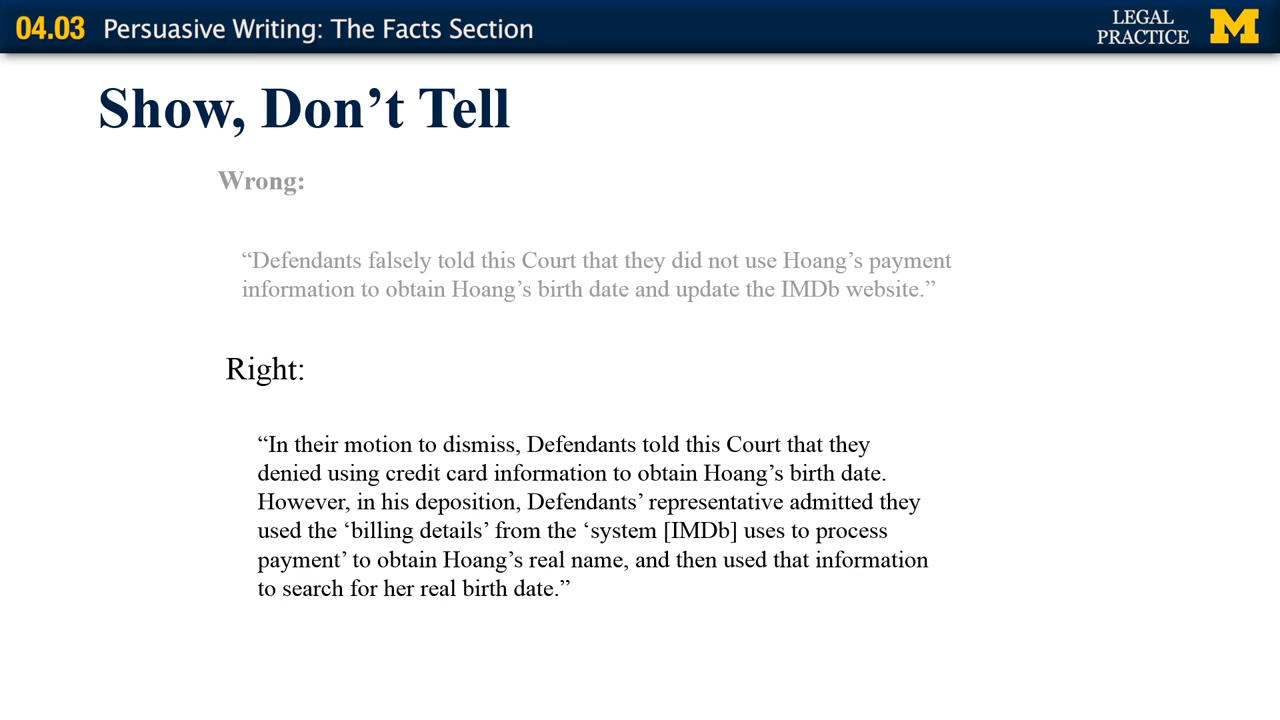 04.03 Persuasive Writing: The Facts Section
LEGAL
PRACTICE
M
Show, Don’t Tell
Wrong:
“Defendants falsely told this Court that they did not use Hoang’s payment
information to obtain Hoang’s birth date and update the IMDb website.”
Right:
“In their motion to dismiss, Defendants told this Court that they
denied using credit card information to obtain Hoang’s birth date.
However, in his deposition, Defendants’ representative admitted they
used the ‘billing details’ from the ‘system [IMDb] uses to process
payment’ to obtain Hoang’s real name, and then used that information
to search for her real birth date.”